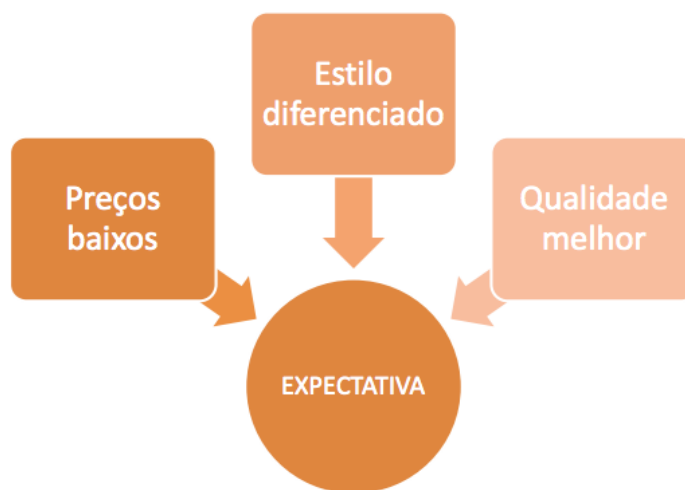 Estilo
diferenciado
Preços
baixos
Qualidade
melhor
EXPECTATIVA